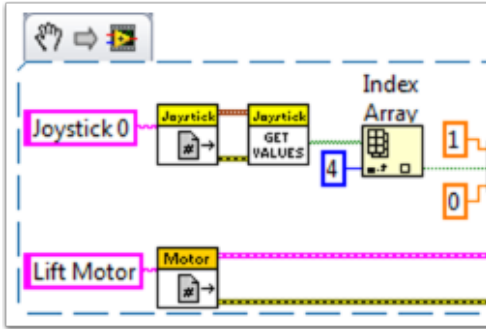 Index
Array
Joystick 0
Joystick
Joystick
#
GET
VALUES
4
1
0
Lift Motor
Motor
#